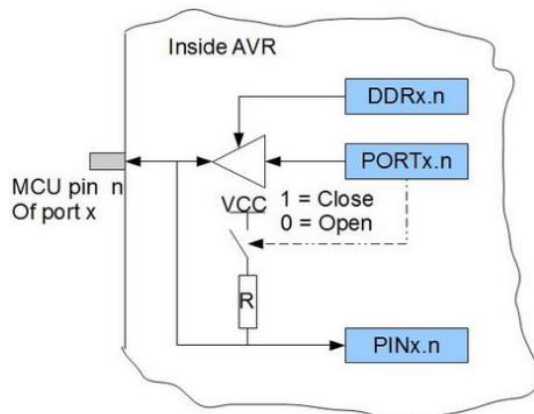 Inside AVR
DDRx.n
PORTx.n
MCU pin n
Of port x
VCC
1 = Close
0 = Open
R
PINx.n